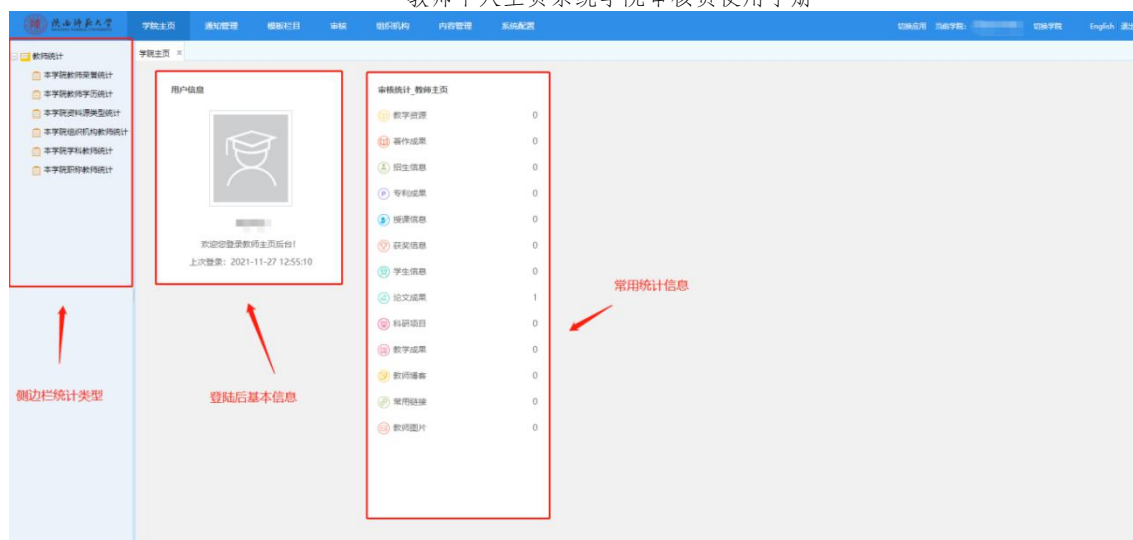 教师个人主页系统学院审核员使用手册
陕西师范大学
学院主页 通知管理 模板栏目 审核 组织机构 内容管理 系统配置 切换应用 当前学院: 切换学院 English 退出
教师统计
本学院教师荣誉统计
本学院教师学历统计
本学院资料源类型统计
本学院组织机构教师统计
本学院学科教师统计
本学院职称教师统计
学院主页 ×
用户信息
欢迎您登录教师主页后台!
上次登录: 2021-11-27 12:55:10
审核统计_教师主页
教学资源 0
著作成果 0
招生信息 0
专利成果 0
授课信息 0
获奖信息 0
学生信息 0
论文成果 1
科研项目 0
教学成果 0
教师博客 0
常用链接 0
教师图片 0
侧边栏统计类型
登陆后基本信息
常用统计信息